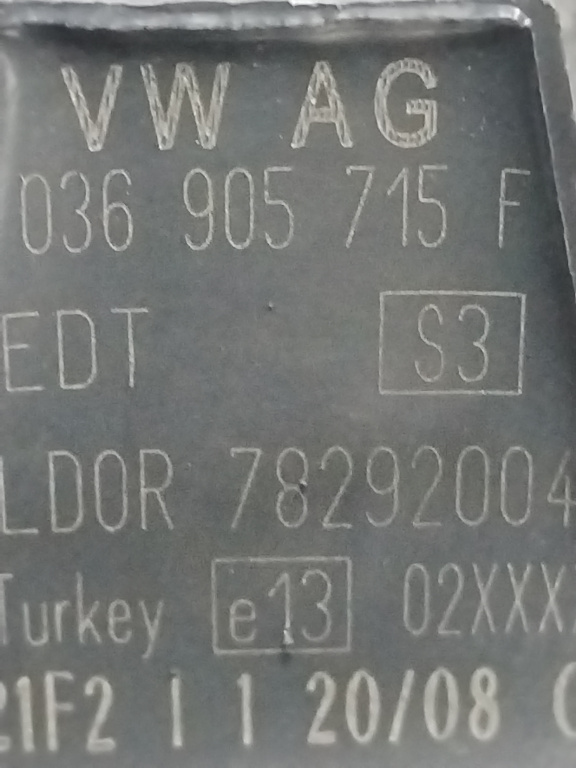 VW AG
036 905 715 F
EDT S3
LDOR 78292004
Turkey e13 02XXX
21F2 | 1 20/08